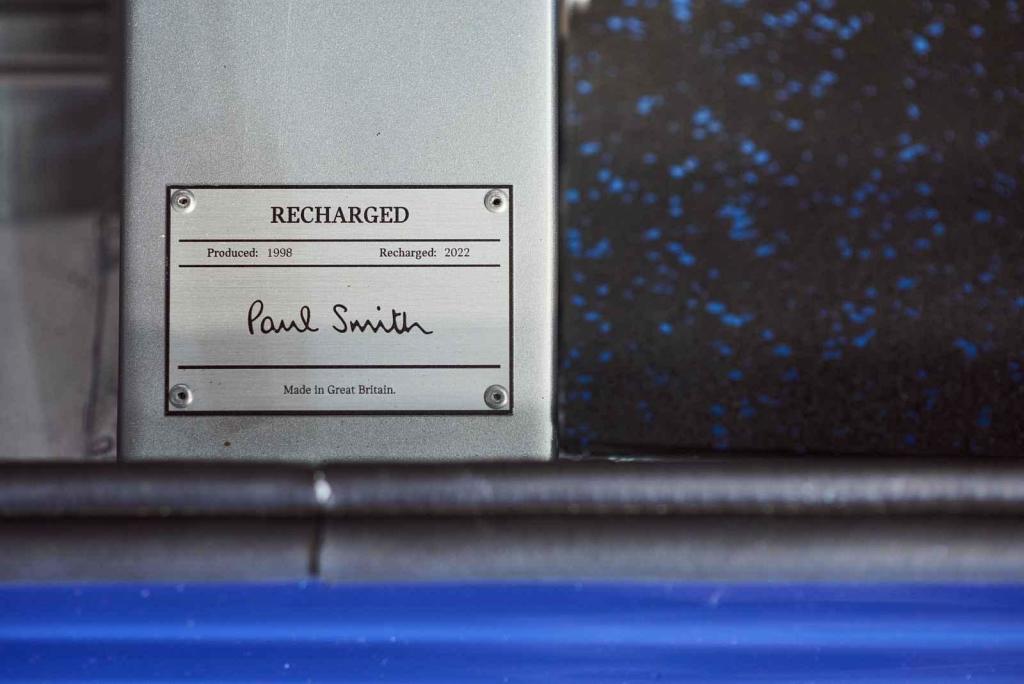 RECHARGED
Produced: 1998 Recharged: 2022
Paul Smith
Made in Great Britain.